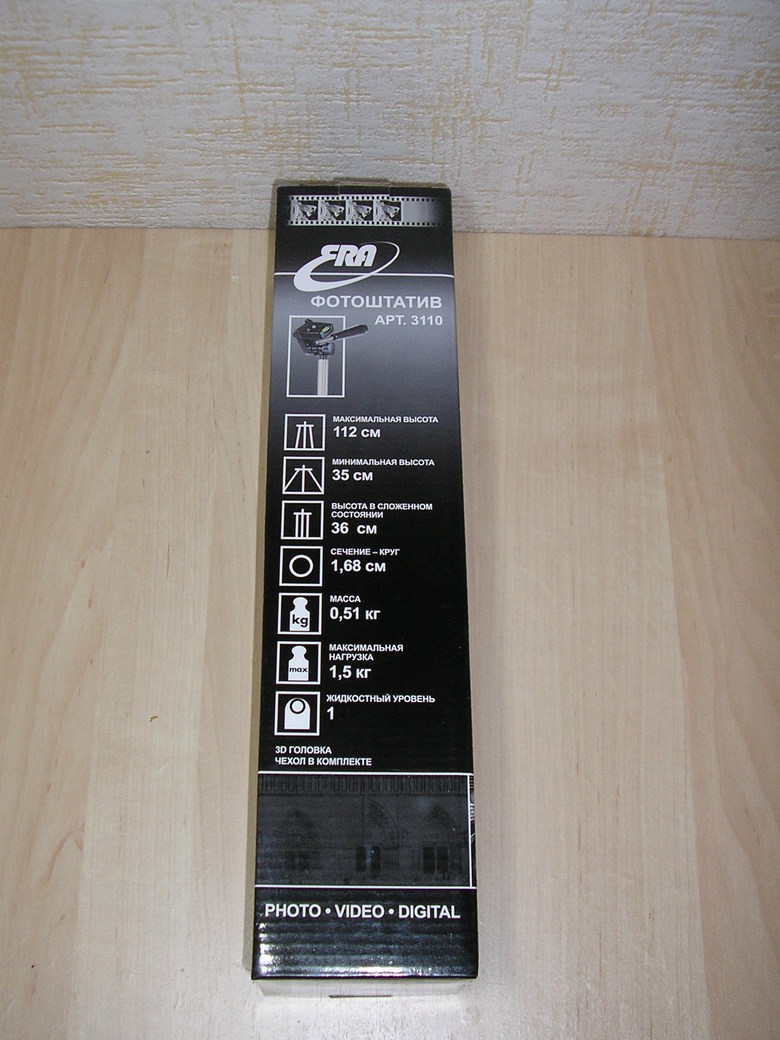 ERA
ФОТОШТАТИВ
АРТ. 3110
МАКСИМАЛЬНАЯ ВЫСОТА
112 см
МИНИМАЛЬНАЯ ВЫСОТА
35 см
ВЫСОТА В СЛОЖЕННОМ
СОСТОЯНИИ
36 см
СЕЧЕНИЕ – КРУГ
1,68 см
kg
МАССА
0,51 кг
max
МАКСИМАЛЬНАЯ
НАГРУЗКА
1,5 кг
ЖИДКОСТНЫЙ УРОВЕНЬ
1
3D ГОЛОВКА
ЧЕХОЛ В КОМПЛЕКТЕ
PHOTO • VIDEO • DIGITAL